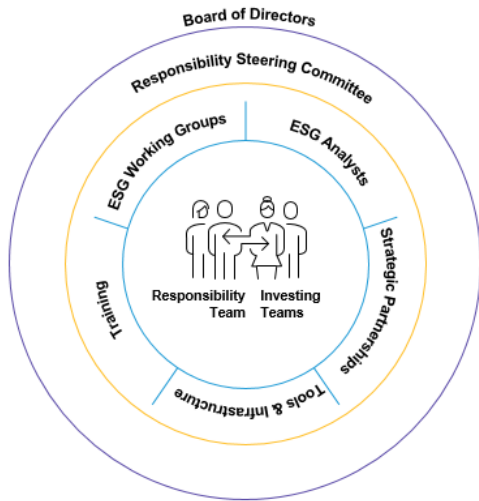 Board of Directors
Responsibility Steering Committee
ESG Working Groups
ESG Analysts
Strategic Partnerships
Tools & Infrastructure
Training
Responsibility Team
Investing Teams